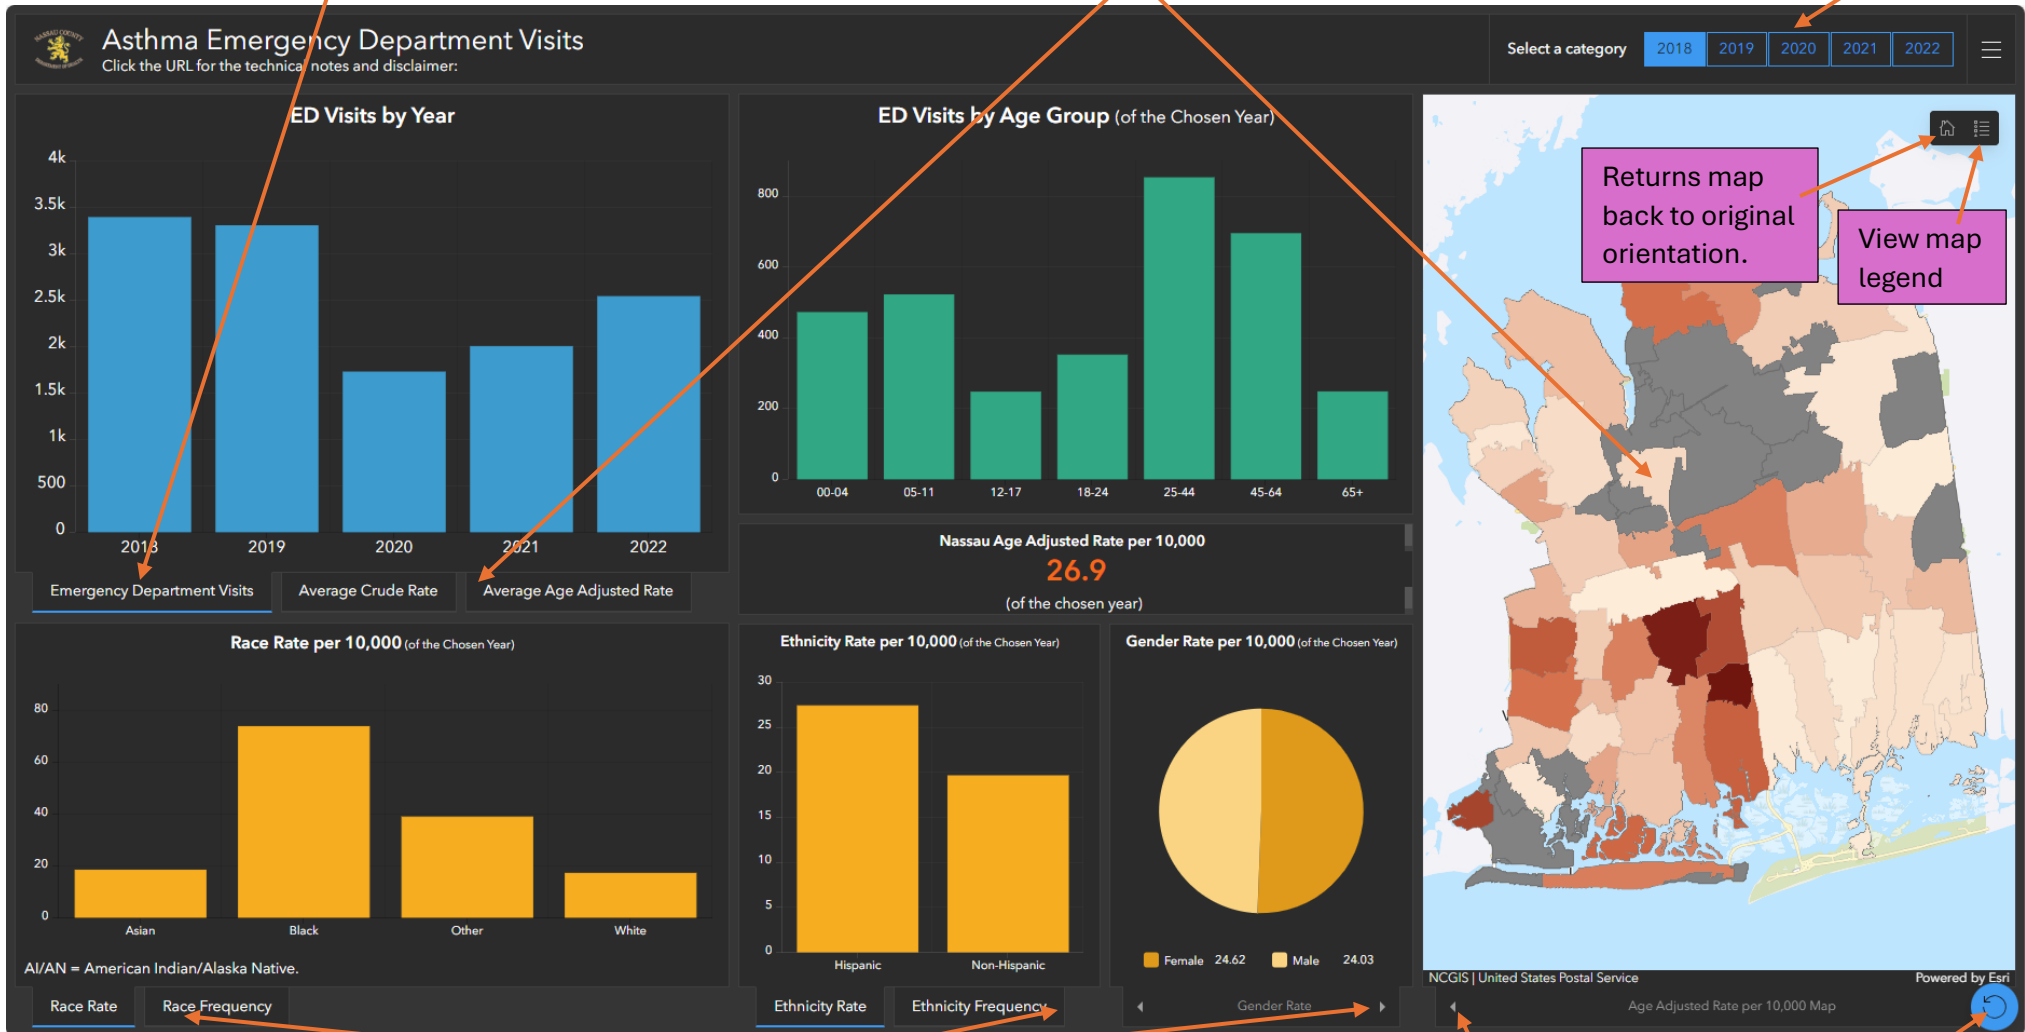 Asthma Emergency Department Visits
Click the URL for the technical notes and disclaimer:
Select a category
2018
2019
2020
2021
2022
ED Visits by Year
4k
3.5k
3k
2.5k
2k
1.5k
1k
500
0
2018
2019
2020
2021
2022
Emergency Department Visits
Average Crude Rate
Average Age Adjusted Rate
ED Visits by Age Group (of the Chosen Year)
800
600
400
200
0
00-04
05-11
12-17
18-24
25-44
45-64
65+
Nassau Age Adjusted Rate per 10,000
26.9
(of the chosen year)
Returns map
back to original
orientation.
View map
legend
Race Rate per 10,000 (of the Chosen Year)
80
60
40
20
0
Asian
Black
Other
White
AI/AN = American Indian/Alaska Native.
Race Rate
Race Frequency
Ethnicity Rate per 10,000 (of the Chosen Year)
30
25
20
15
10
5
0
Hispanic
Non-Hispanic
Ethnicity Rate
Ethnicity Frequency
Gender Rate per 10,000 (of the Chosen Year)
Female 24.62
Male 24.03
Gender Rate
NCGIS | United States Postal Service
Powered by Esri
Age Adjusted Rate per 10,000 Map